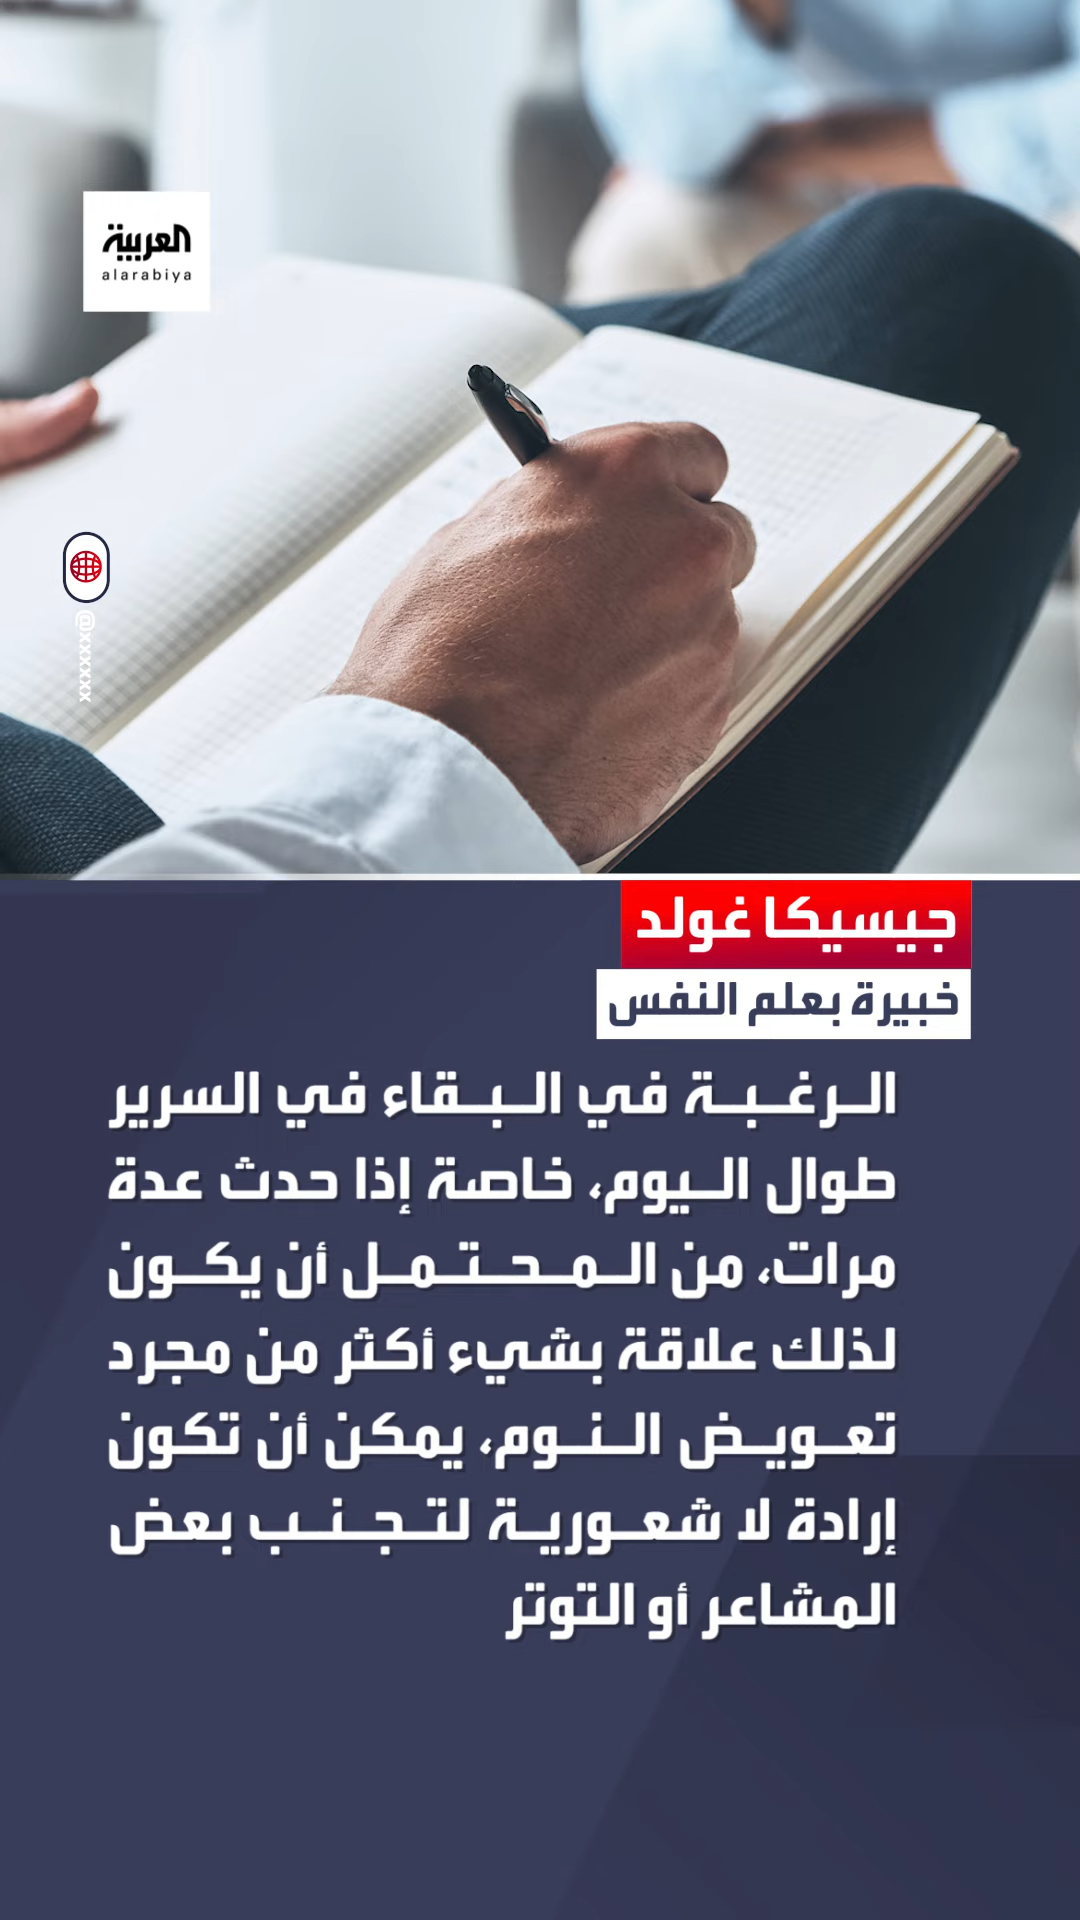 العربية
alarabiya
@xxxxxx
جيسيكا غولد
خبيرة بعلم النفس
الرغبة في البقاء في السرير
طوال اليوم، خاصة إذا حدث عدة
مرات، من المحتمل أن يكون
لذلك علاقة بشيء أكثر من مجرد
تعويض النوم، يمكن أن تكون
إرادة لا شعورية لتجنب بعض
المشاعر أو التوتر